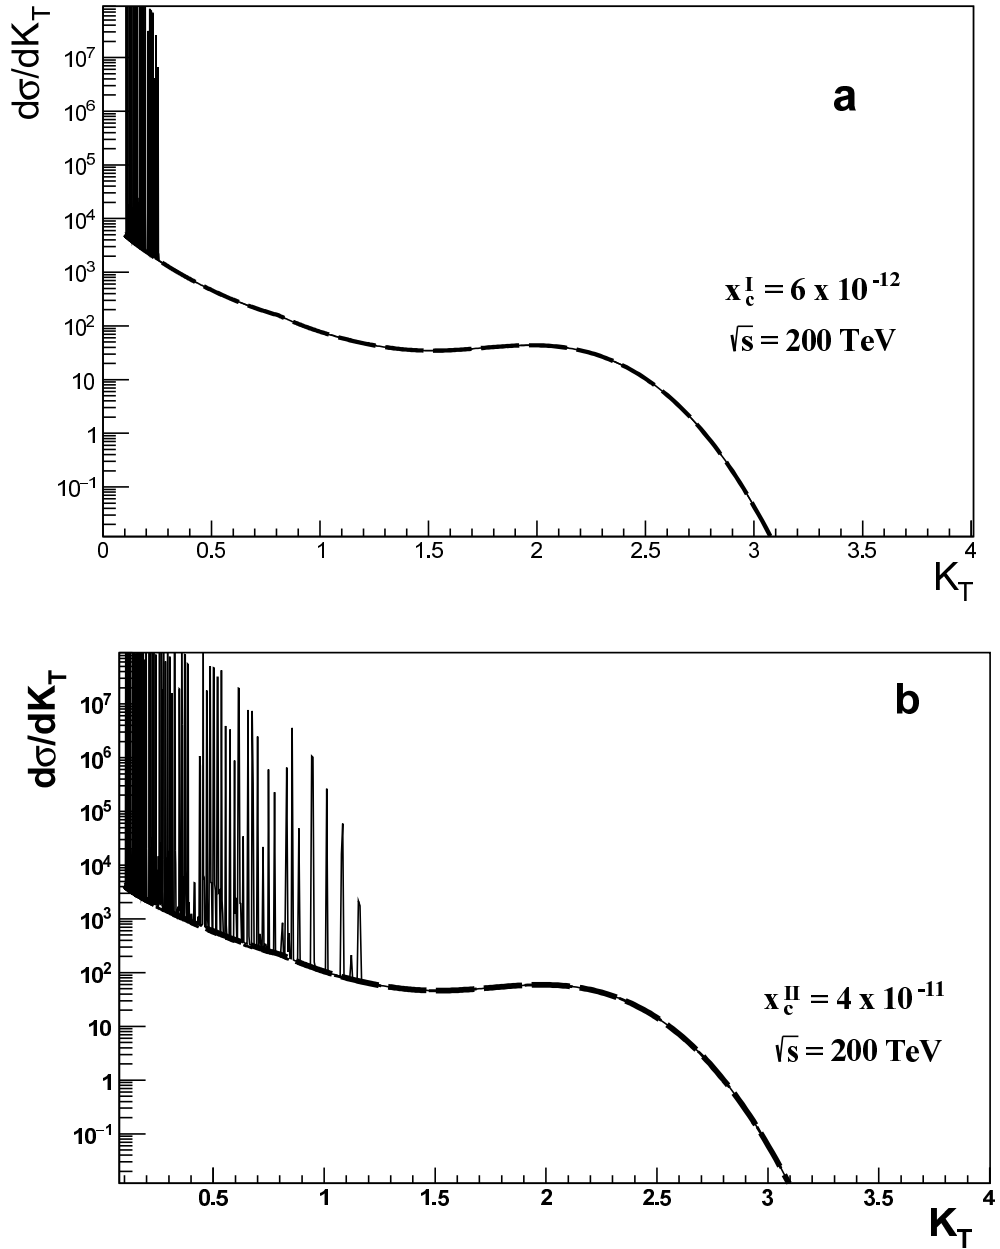 dσ/dK_T
10^7
a
10^6
10^5
10^4
10^3
x_c^I = 6 x 10^-12
10^2
√s = 200 TeV
10
1
10^−1
0 0.5 1 1.5 2 2.5 3 3.5 4
K_T
dσ/dK_T
b
10^7
10^6
10^5
10^4
10^3
10^2
x_c^II = 4 x 10^-11
10
√s = 200 TeV
1
10^−1
0.5 1 1.5 2 2.5 3 3.5 4
K_T